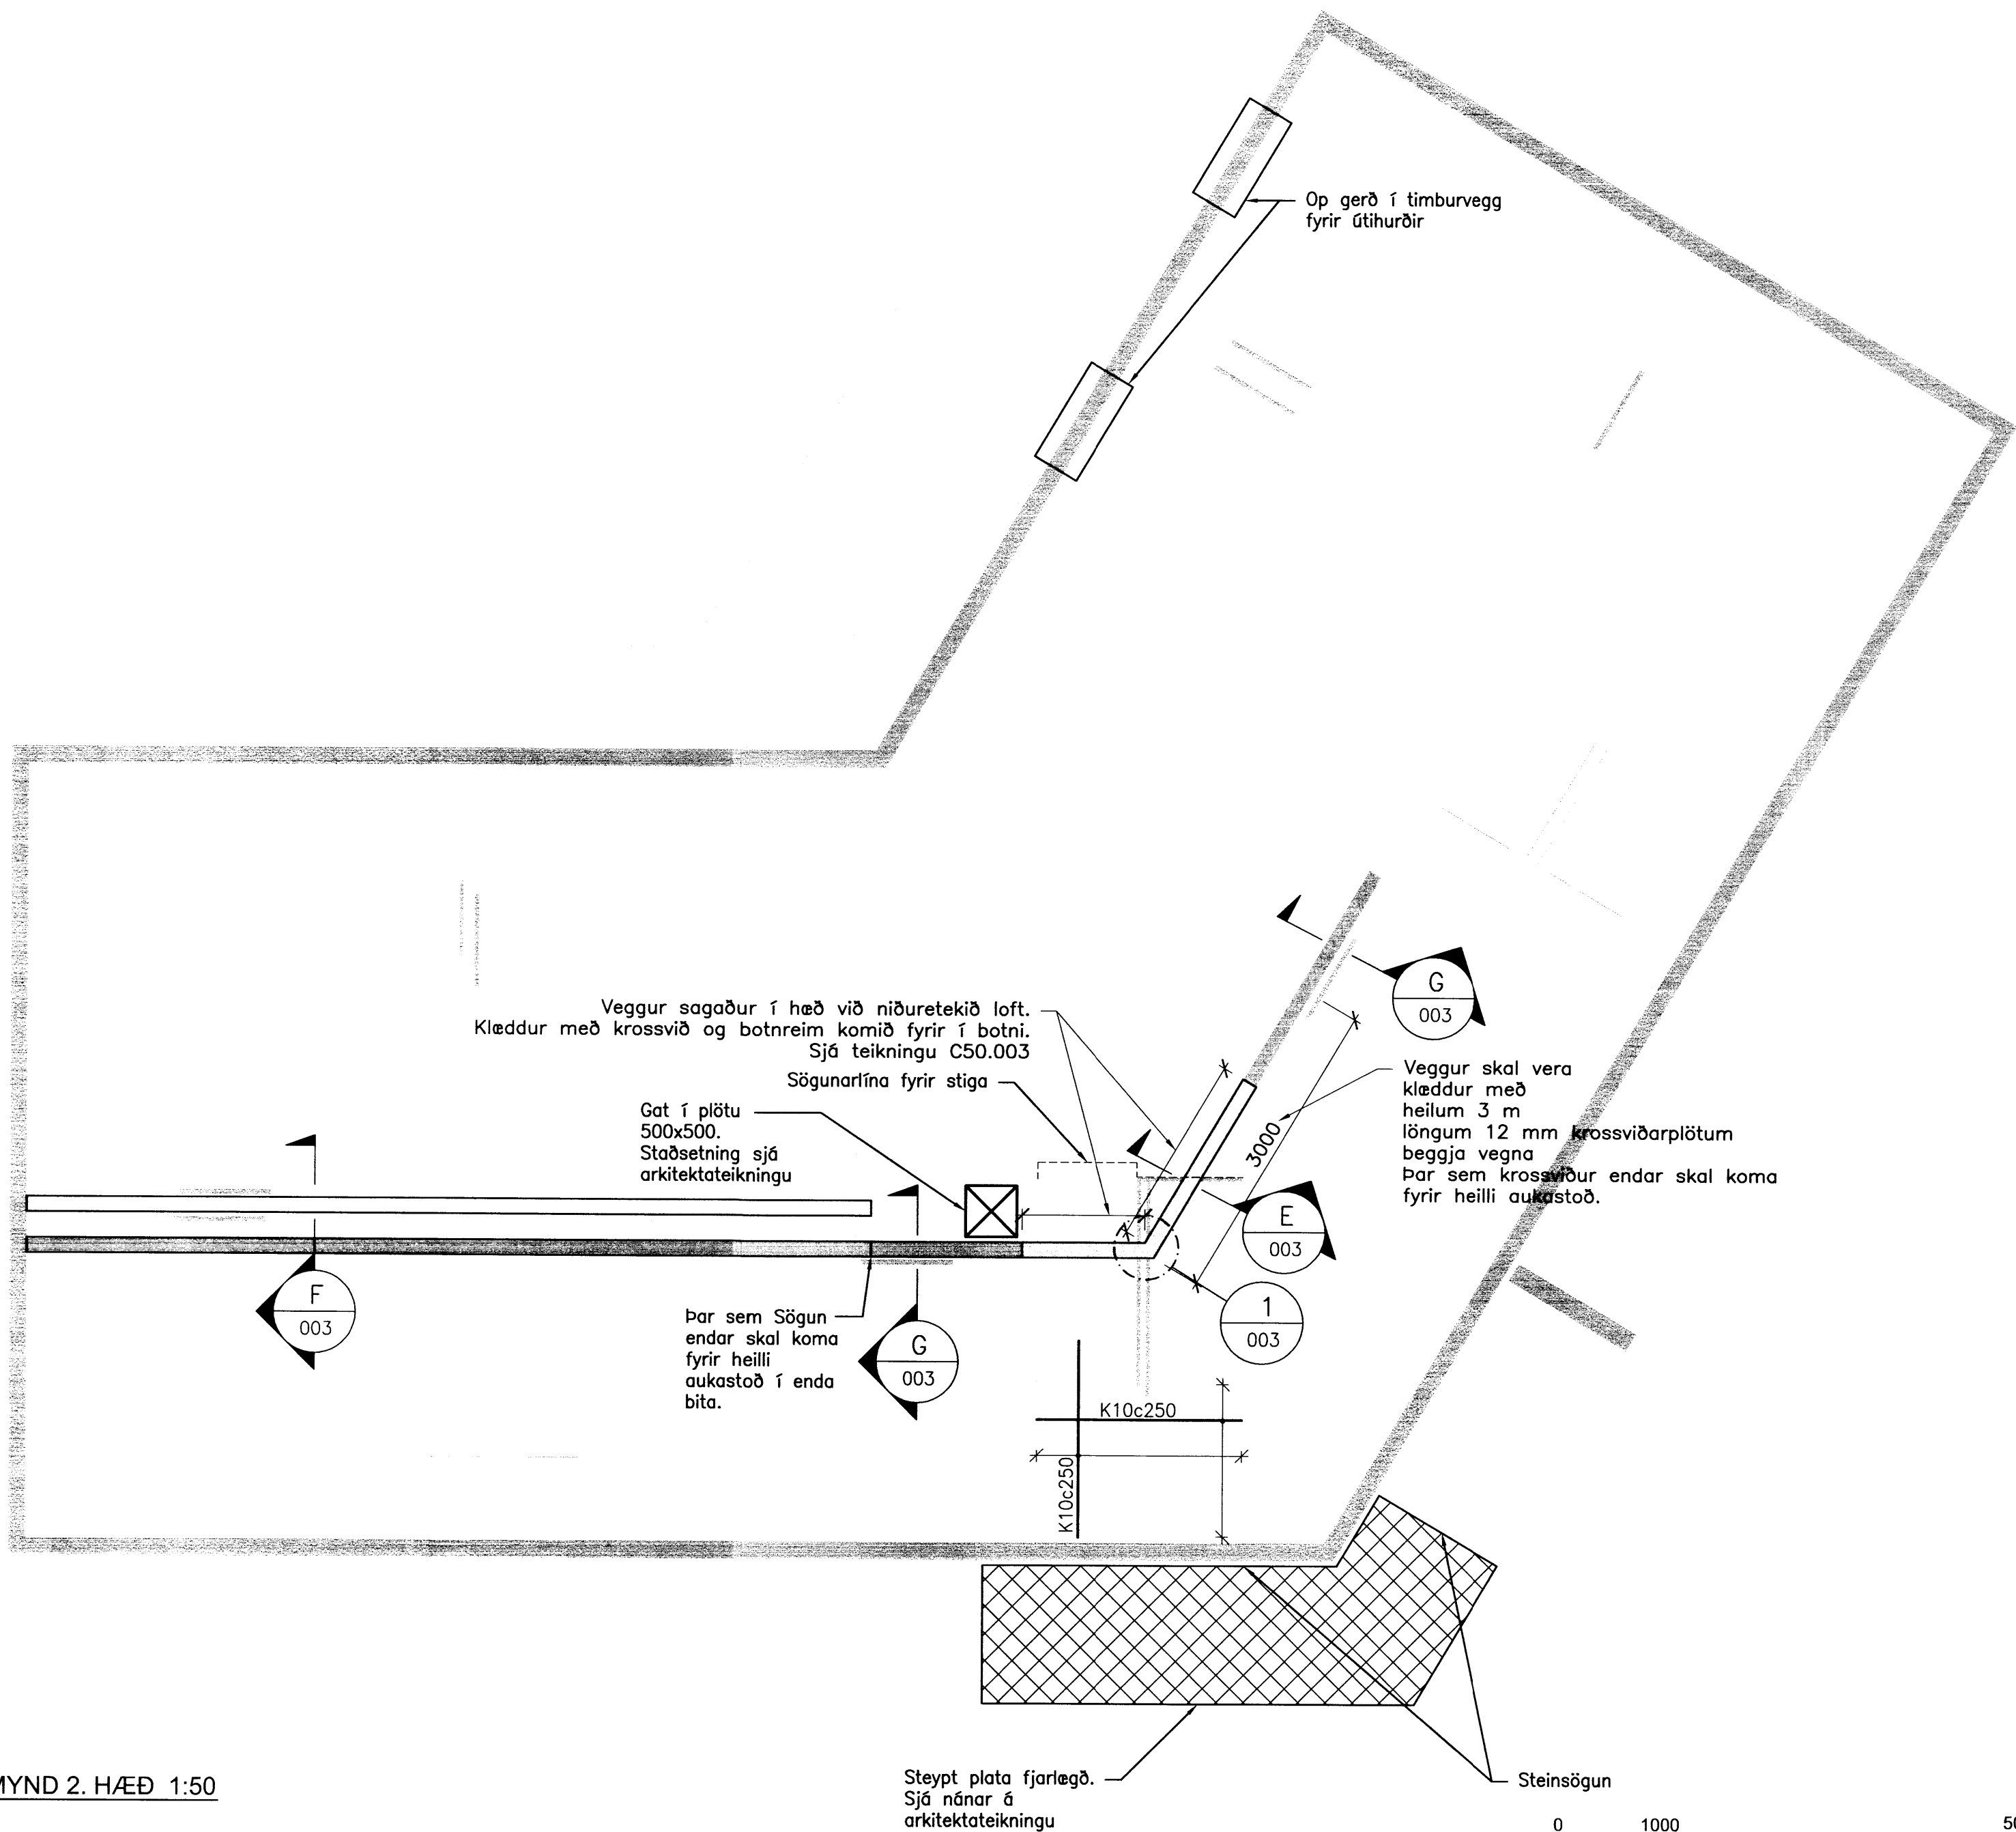 Op gerð í timburvegg
fyrir útihurðir
Veggur sagaður í hæð við niðuretekið loft.
Klæddur með krossvið og botnreim komið fyrir í botni.
Sjá teikningu C50.003
Sögunarlína fyrir stiga
Gat í plötu
500x500.
Staðsetning sjá
arkitektateikningu
G
003
Veggur skal vera
klæddur með
heilum 3 m
löngum 12 mm krossviðarplötum
beggja vegna
Þar sem krossviður endar skal koma
fyrir heilli aukastoð.
3000
E
003
1
003
F
003
Þar sem Sögun
endar skal koma
fyrir heilli
aukastoð í enda
bita.
G
003
K10c250
K10c250
Steypt plata fjarlægð.
Sjá nánar á
arkitektateikningu
Steinsögun
MYND 2. HÆÐ 1:50
0 1000